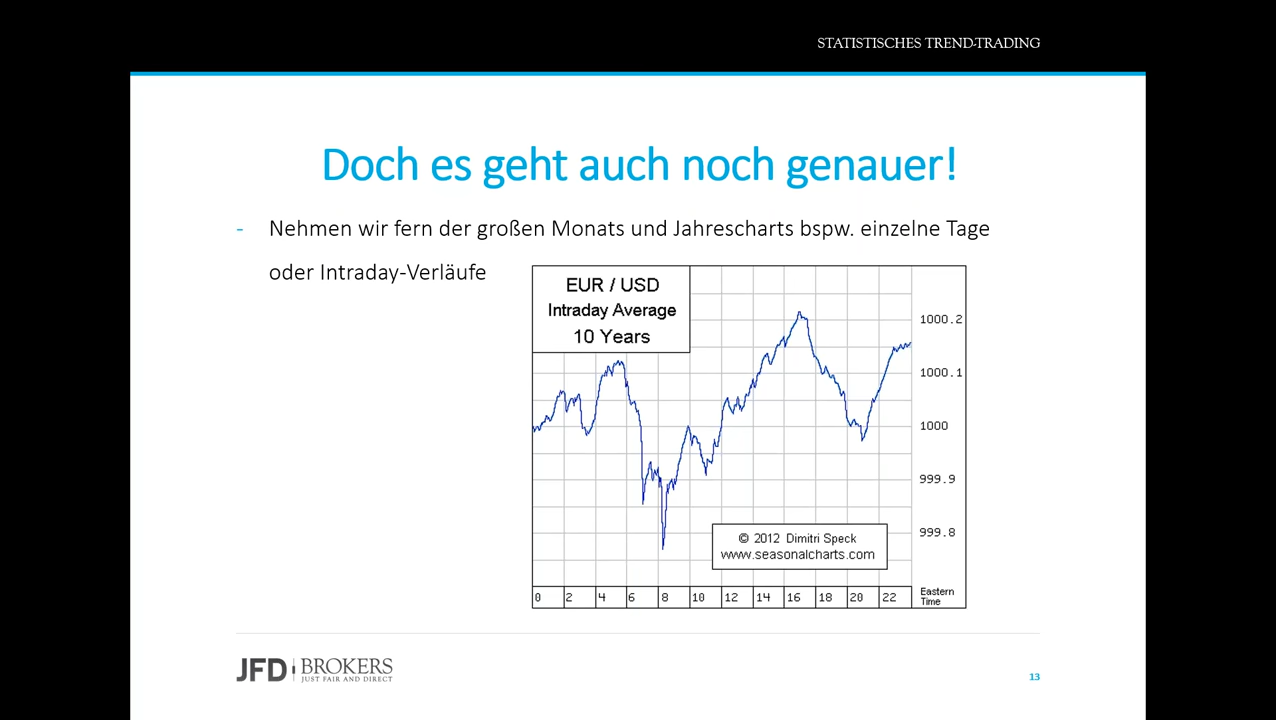 STATISTISCHES TREND-TRADING
Doch es geht auch noch genauer!
- Nehmen wir fern der großen Monats und Jahrescharts bspw. einzelne Tage
oder Intraday-Verläufe
EUR / USD
Intraday Average
10 Years
1000.2
1000.1
1000
999.9
999.8
© 2012 Dimitri Speck
www.seasonalcharts.com
0 2 4 6 8 10 12 14 16 18 20 22
Eastern
Time
JFD BROKERS
JUST FAIR AND DIRECT
13